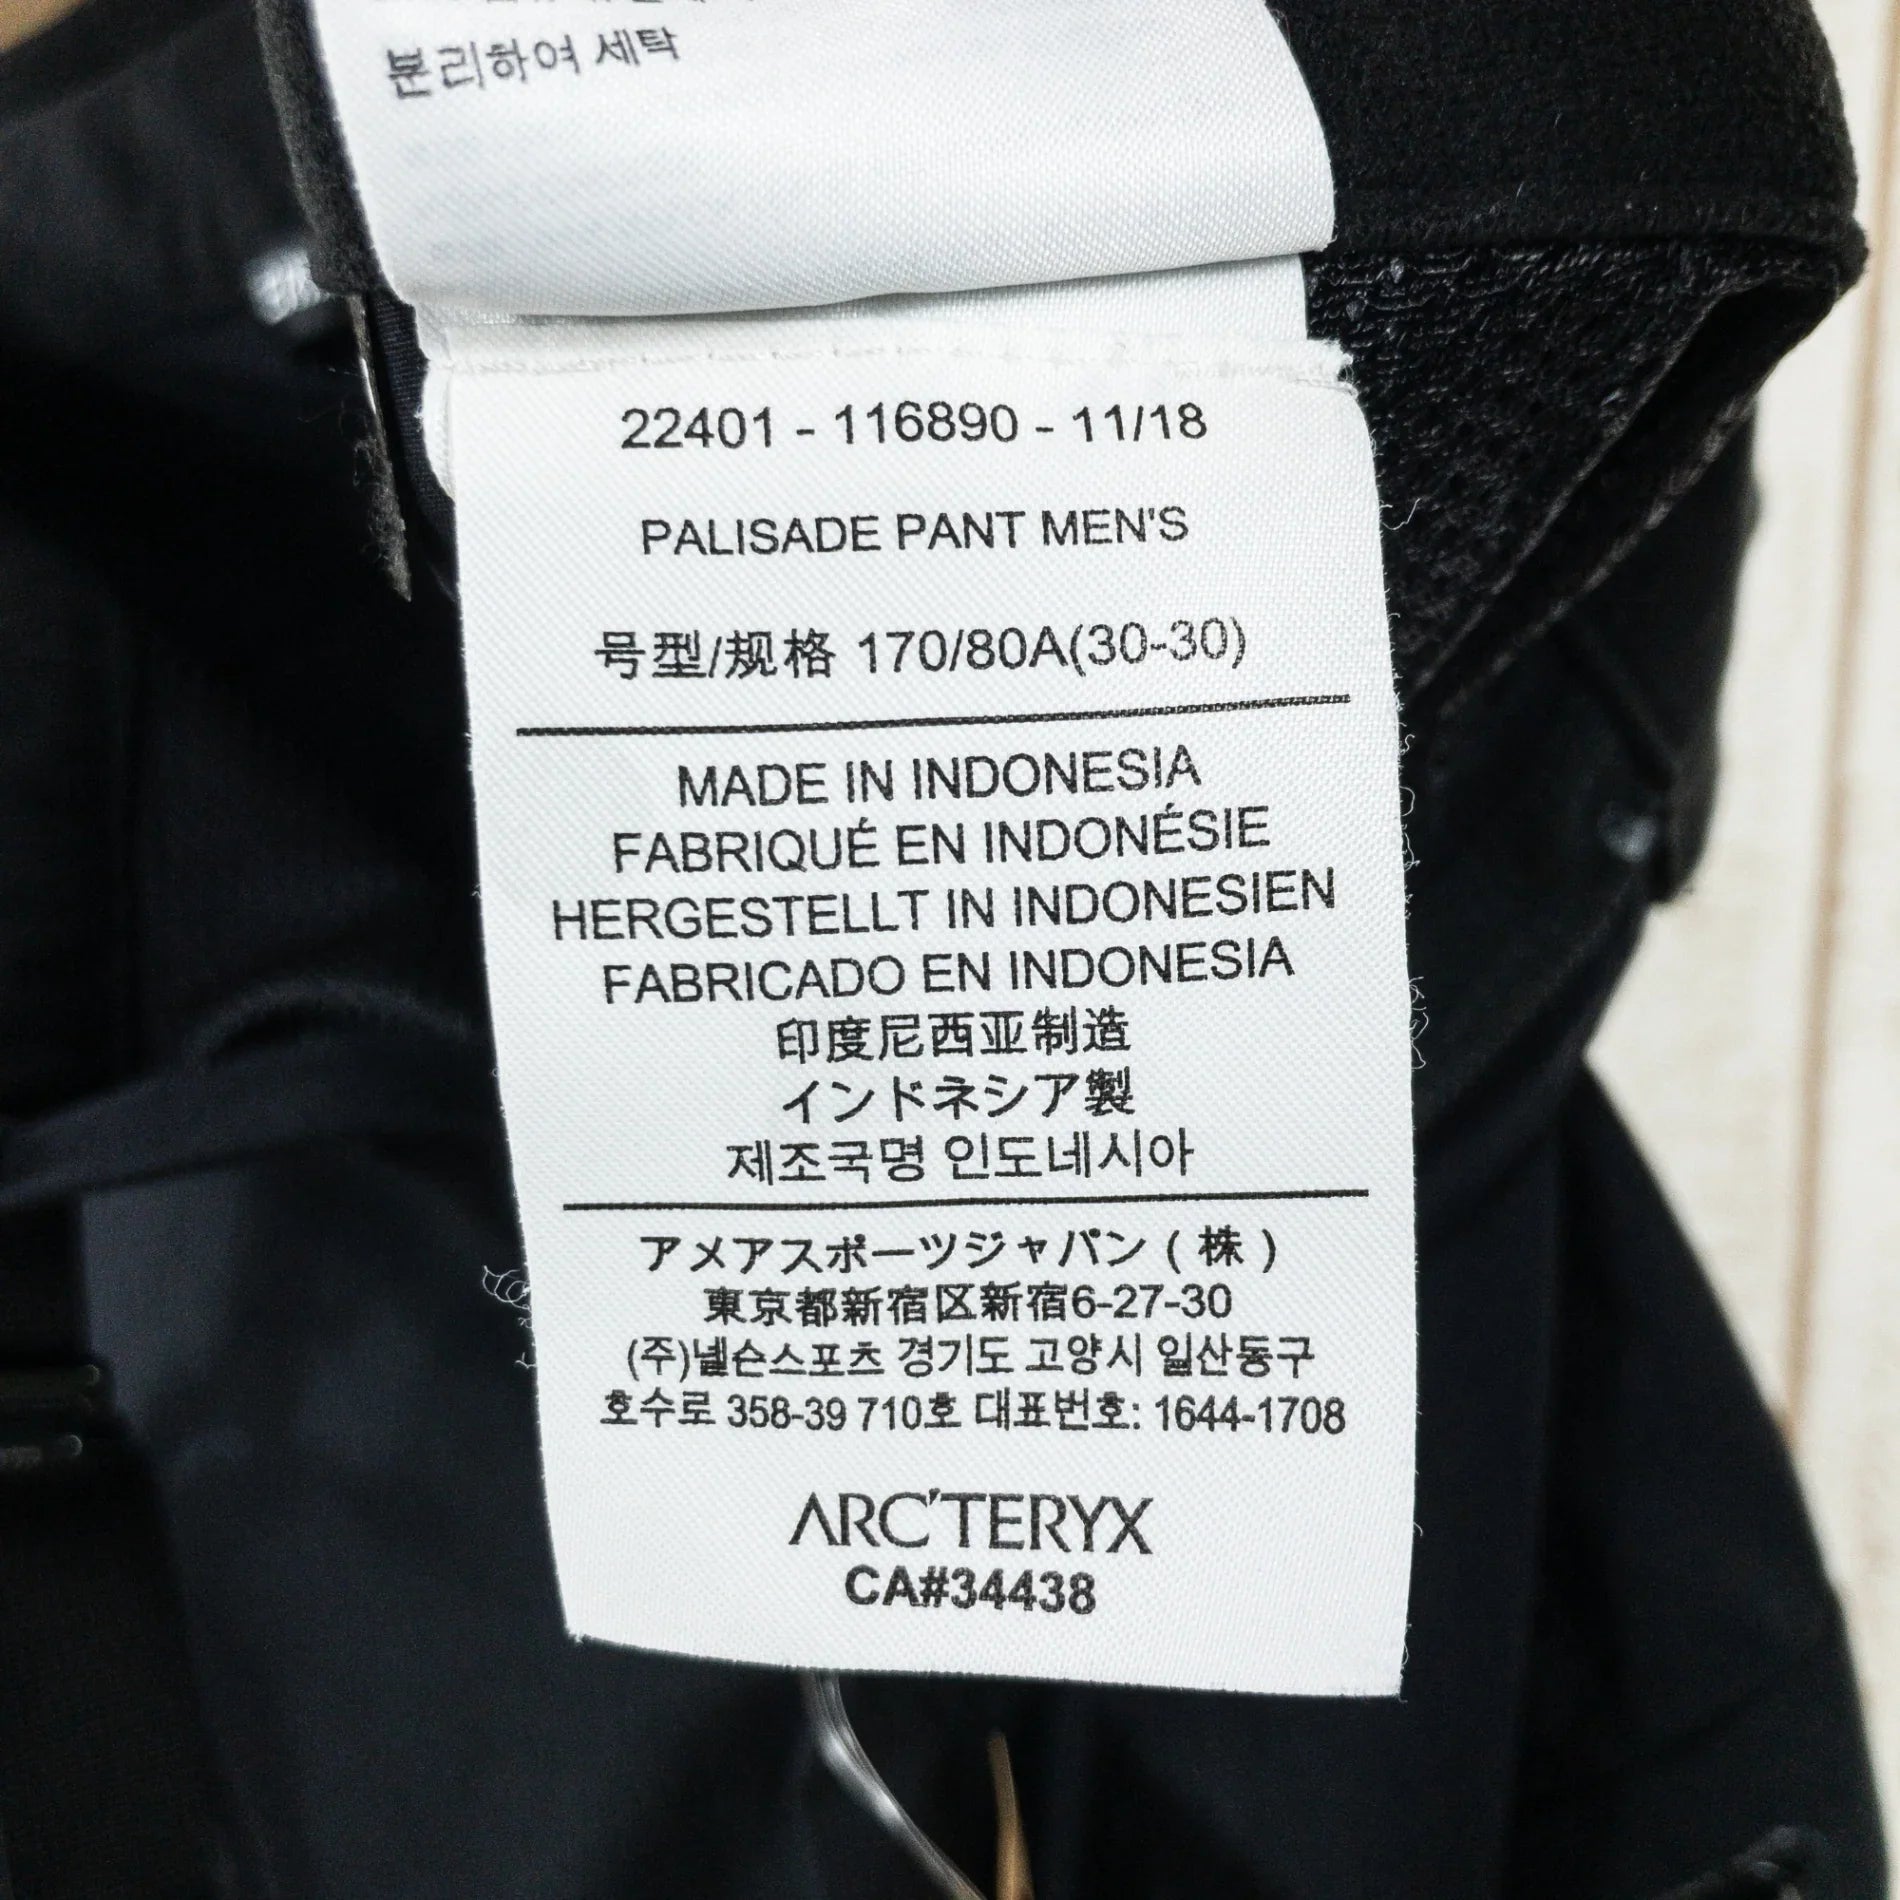 분리하여 세탁
22401 - 116890 - 11/18
PALISADE PANT MEN'S
号型/规格 170/80A(30-30)
MADE IN INDONESIA
FABRIQUÉ EN INDONÉSIE
HERGESTELLT IN INDONESIEN
FABRICADO EN INDONESIA
印度尼西亚制造
インドネシア製
제조국명 인도네시아
アメアスポーツジャパン ( 株 )
東京都新宿区新宿6-27-30
(주)넬슨스포츠 경기도 고양시 일산동구
호수로 358-39 710호 대표번호: 1644-1708
ARC'TERYX
CA#34438